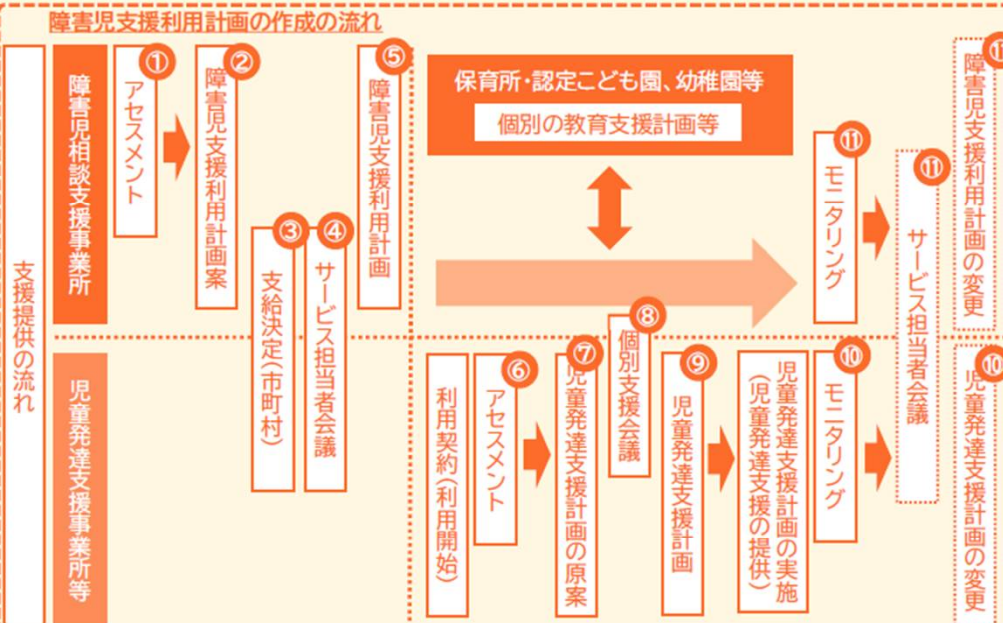 障害児支援利用計画の作成の流れ
支援提供の流れ
障害児相談支援事業所
①
アセスメント
②
障害児支援利用計画案
③
支給決定(市町村)
④
サービス担当者会議
⑤
障害児支援利用計画
保育所・認定こども園、幼稚園等
個別の教育支援計画等
⑪
モニタリング
⑪
サービス担当者会議
障害児支援利用計画の変更
児童発達支援事業所等
利用契約(利用開始)
⑥
アセスメント
⑦
児童発達支援計画の原案
⑧
個別支援会議
⑨
児童発達支援計画
児童発達支援計画の実施
(児童発達支援の提供)
⑩
モニタリング
⑩
児童発達支援計画の変更